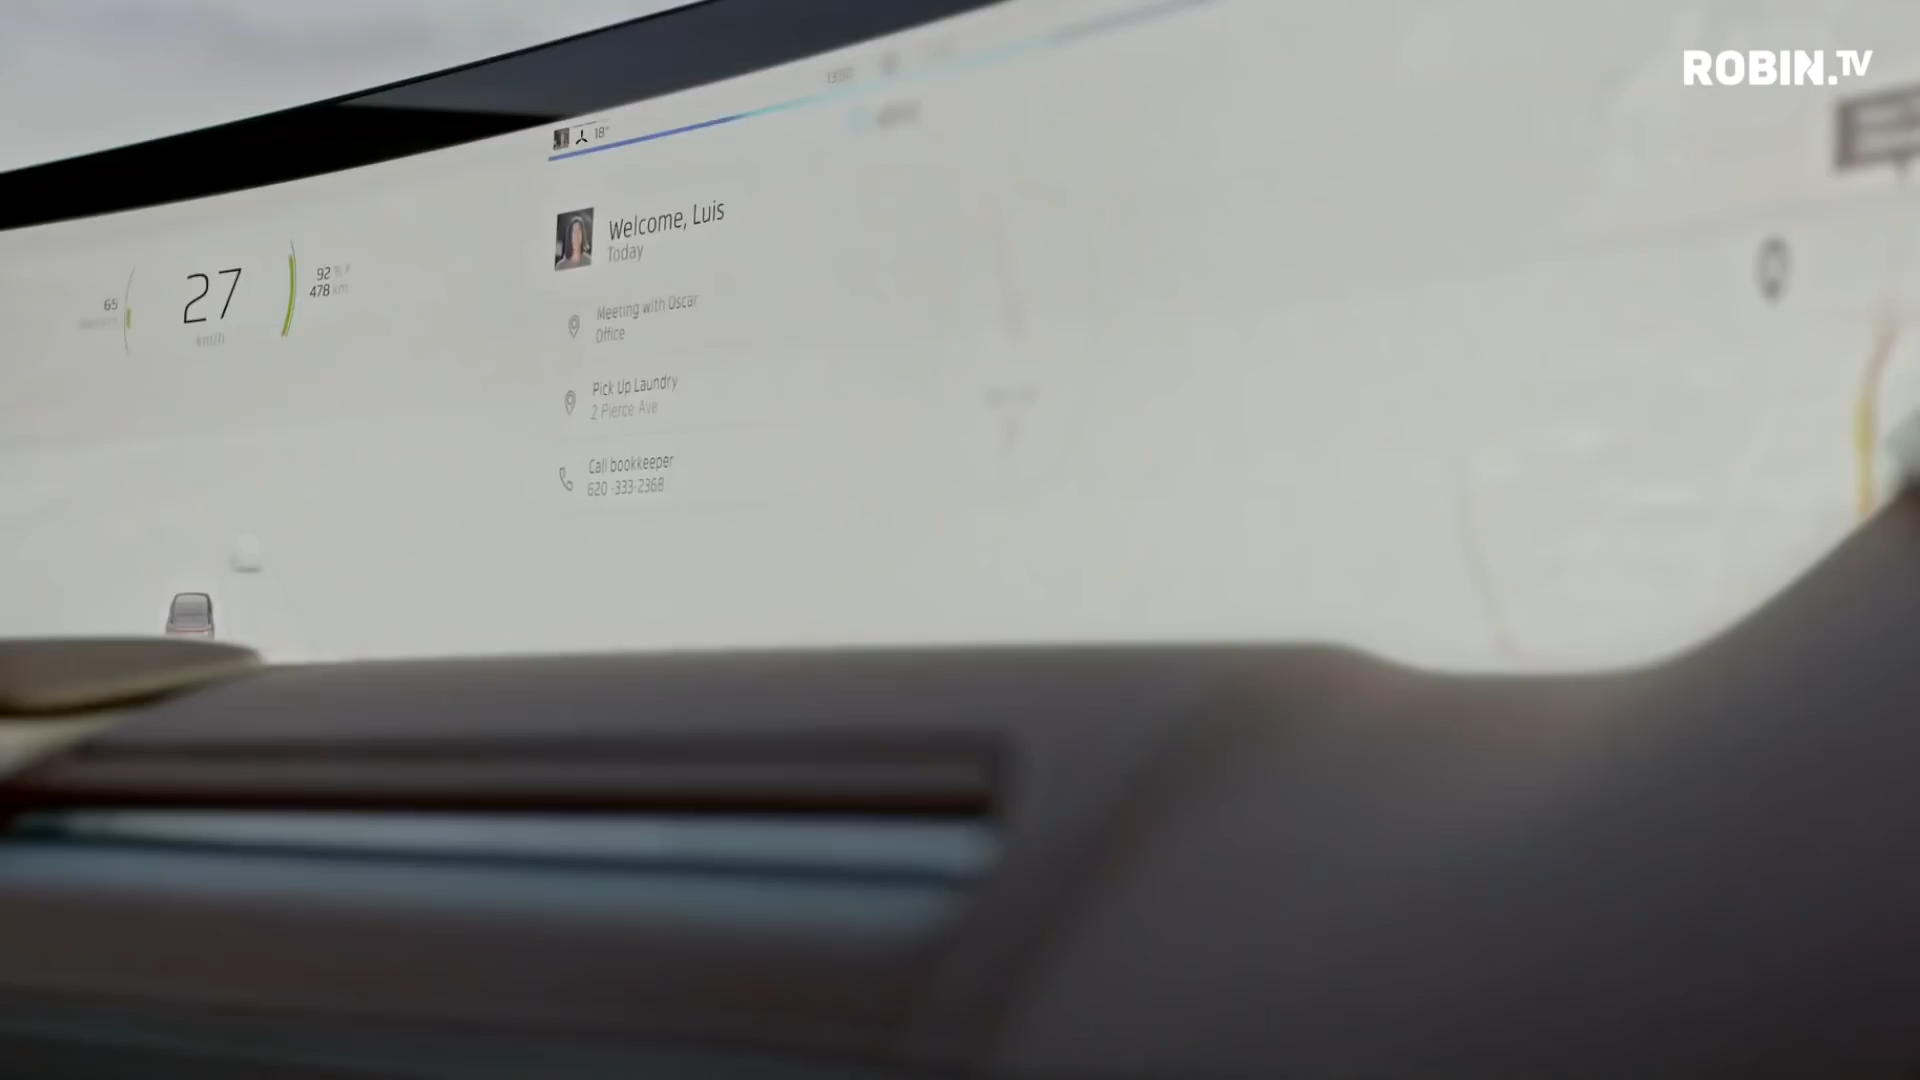 ROBIN.TV
18°
Welcome, Luis
Today
65
27
km/h
92 %
478 km
Meeting with Oscar
Office
Pick Up Laundry
2 Pierce Ave
Call bookkeeper
620 -333-2368